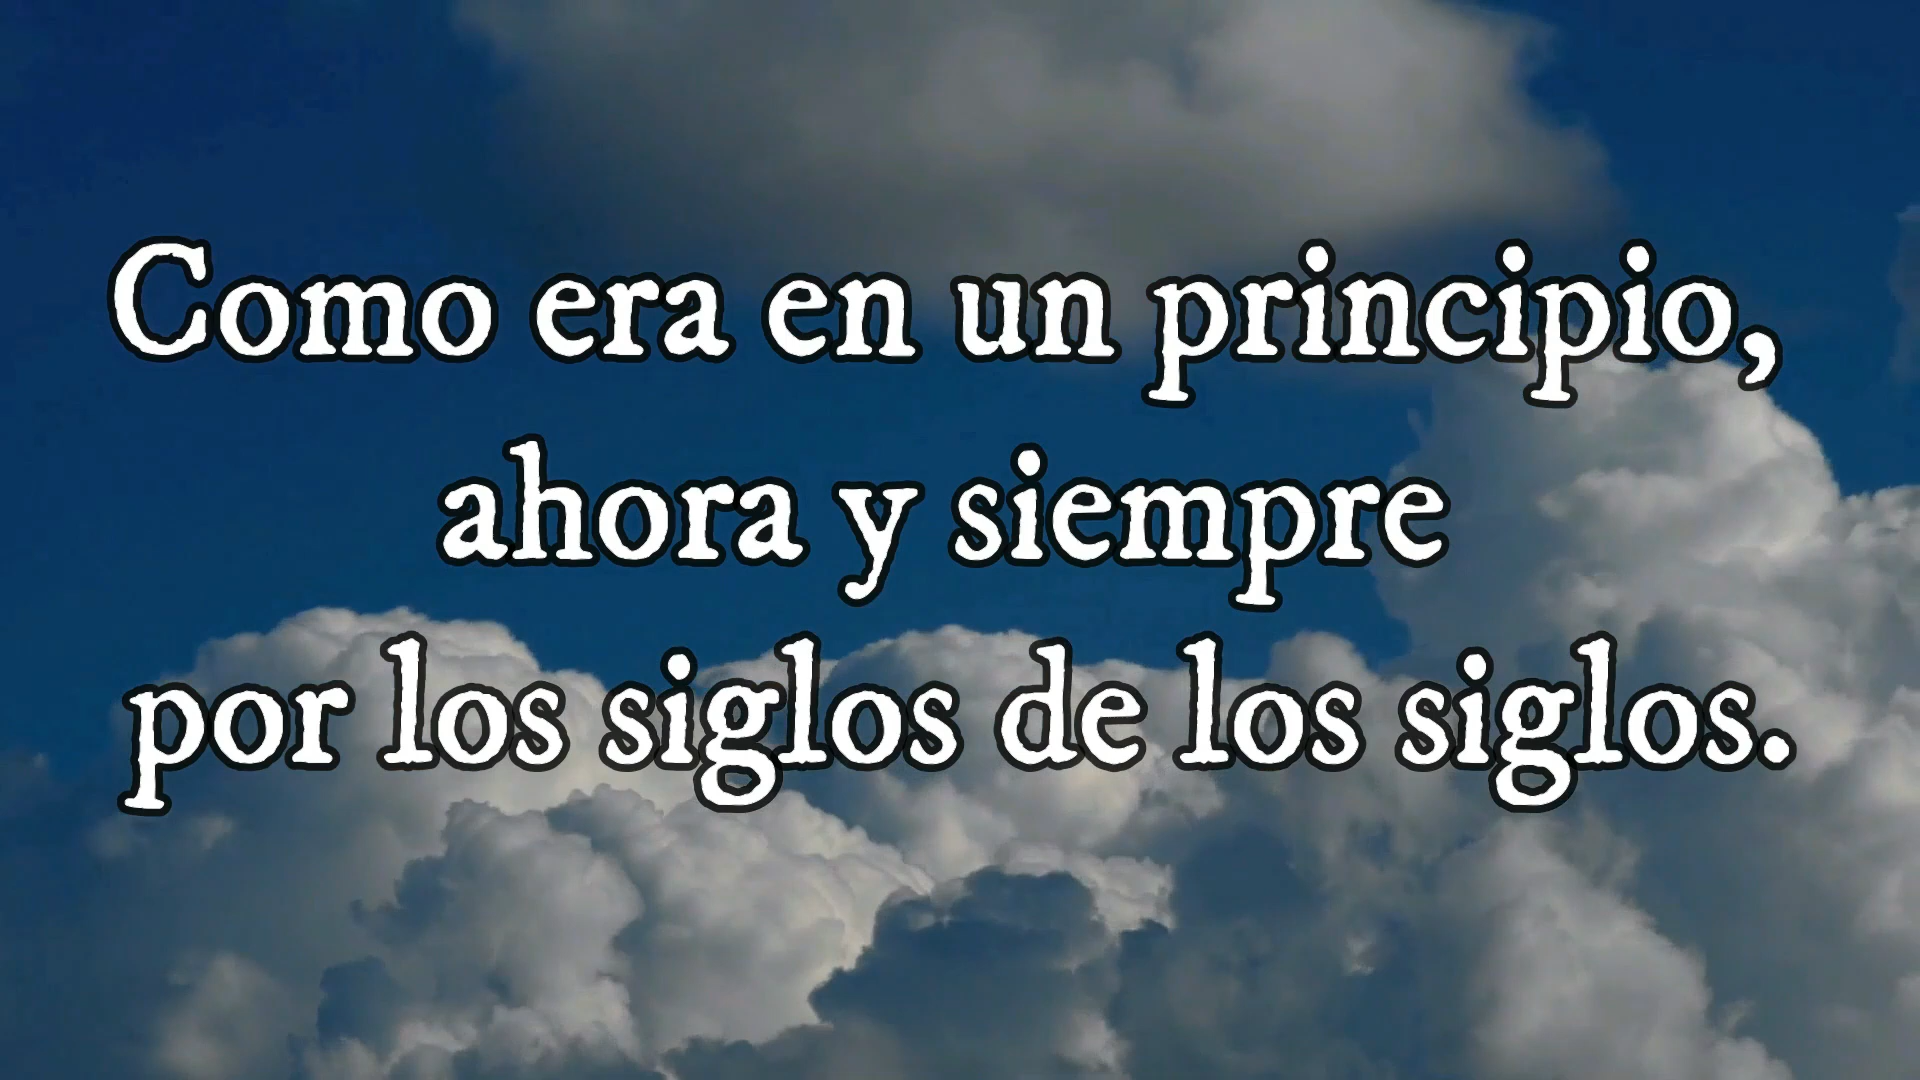 Como era en un principio,
ahora y siempre
por los siglos de los siglos.